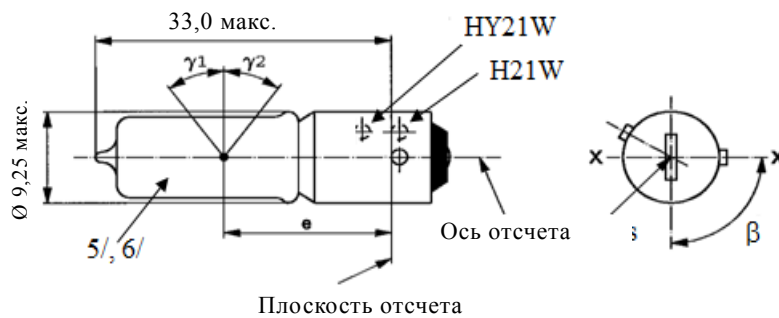 33,0 макс.
HY21W
H21W
γ1 γ2
Ø 9,25 макс.
x x
e
5/, 6/
Ось отсчета
s
β
Плоскость отсчета